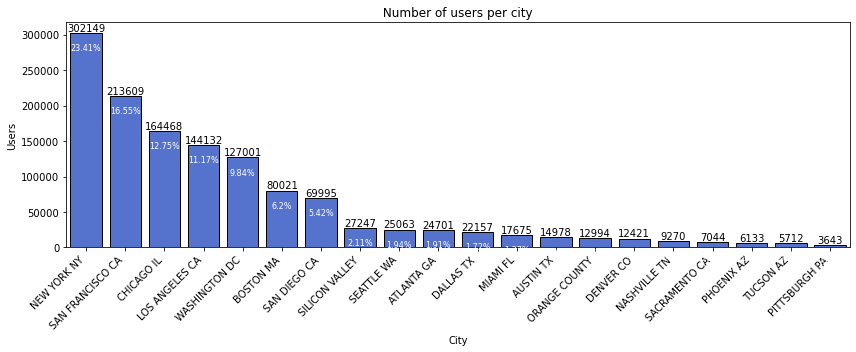 Number of users per city
Users
300000
250000
200000
150000
100000
50000
0
302149
23.41%
213609
16.55%
164468
12.75%
144132
11.17%
127001
9.84%
80021
6.2%
69995
5.42%
27247
2.11%
25063
1.94%
24701
1.91%
22157
1.72%
17675
1.37%
14978
12994
12421
9270
7044
6133
5712
3643
NEW YORK NY
SAN FRANCISCO CA
CHICAGO IL
LOS ANGELES CA
WASHINGTON DC
BOSTON MA
SAN DIEGO CA
SILICON VALLEY
SEATTLE WA
ATLANTA GA
DALLAS TX
MIAMI FL
AUSTIN TX
ORANGE COUNTY
DENVER CO
NASHVILLE TN
SACRAMENTO CA
PHOENIX AZ
TUCSON AZ
PITTSBURGH PA
City